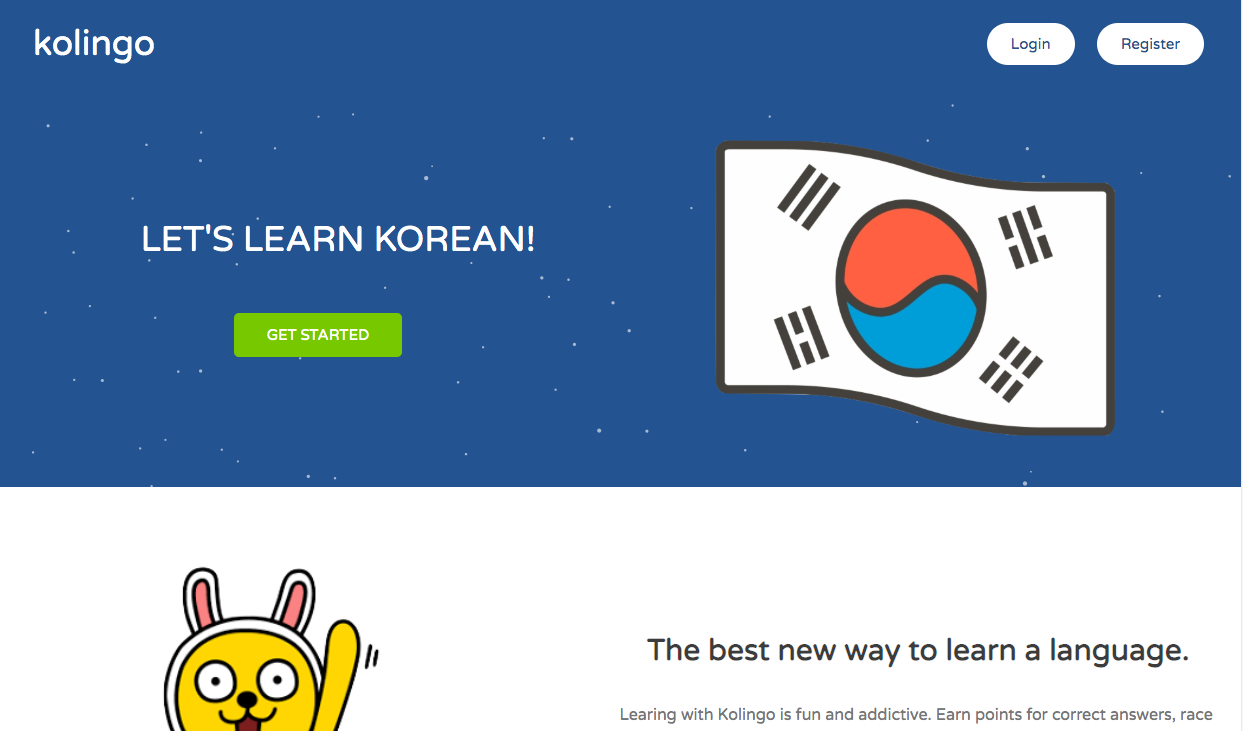 kolingo
Login
Register
LET'S LEARN KOREAN!
GET STARTED
The best new way to learn a language.
Learing with Kolingo is fun and addictive. Earn points for correct answers, race